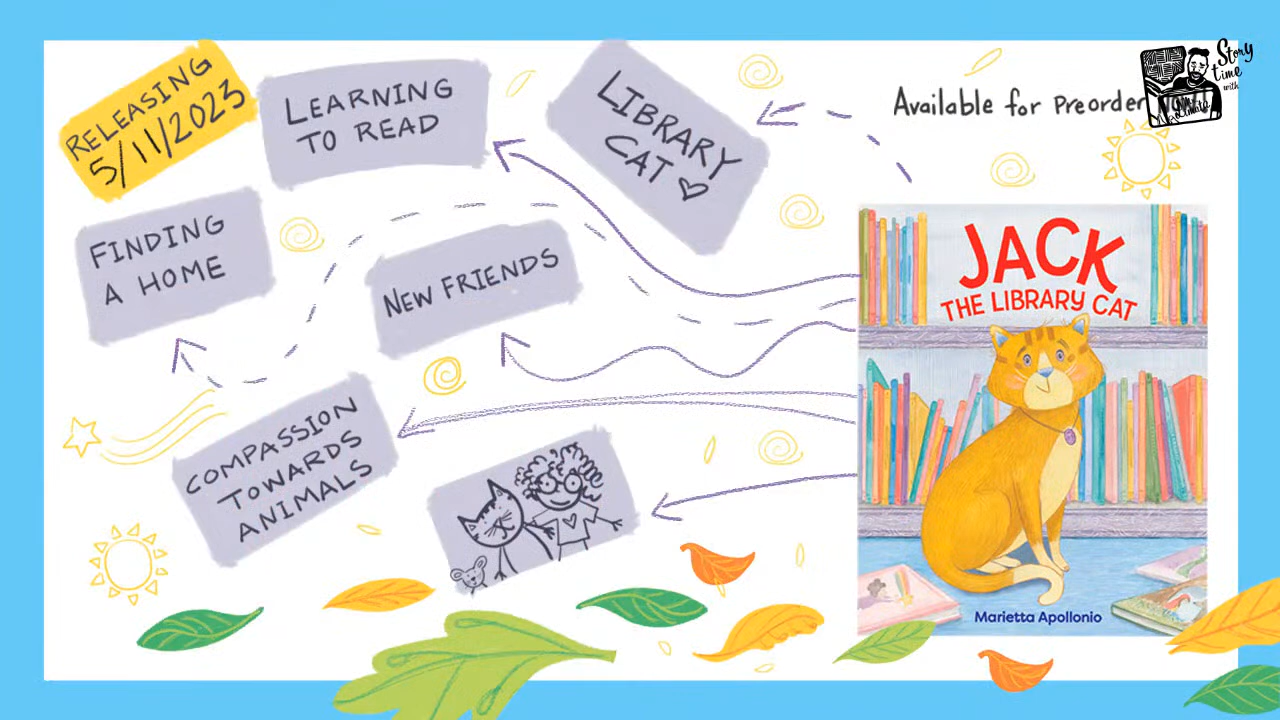 RELEASING
5/11/2023
LEARNING
TO READ
LIBRARY
CAT
Available for Preorder
Story
time
with
FINDING
A HOME
NEW FRIENDS
JACK
THE LIBRARY CAT
COMPASSION
TOWARDS
ANIMALS
Marietta Apollonio